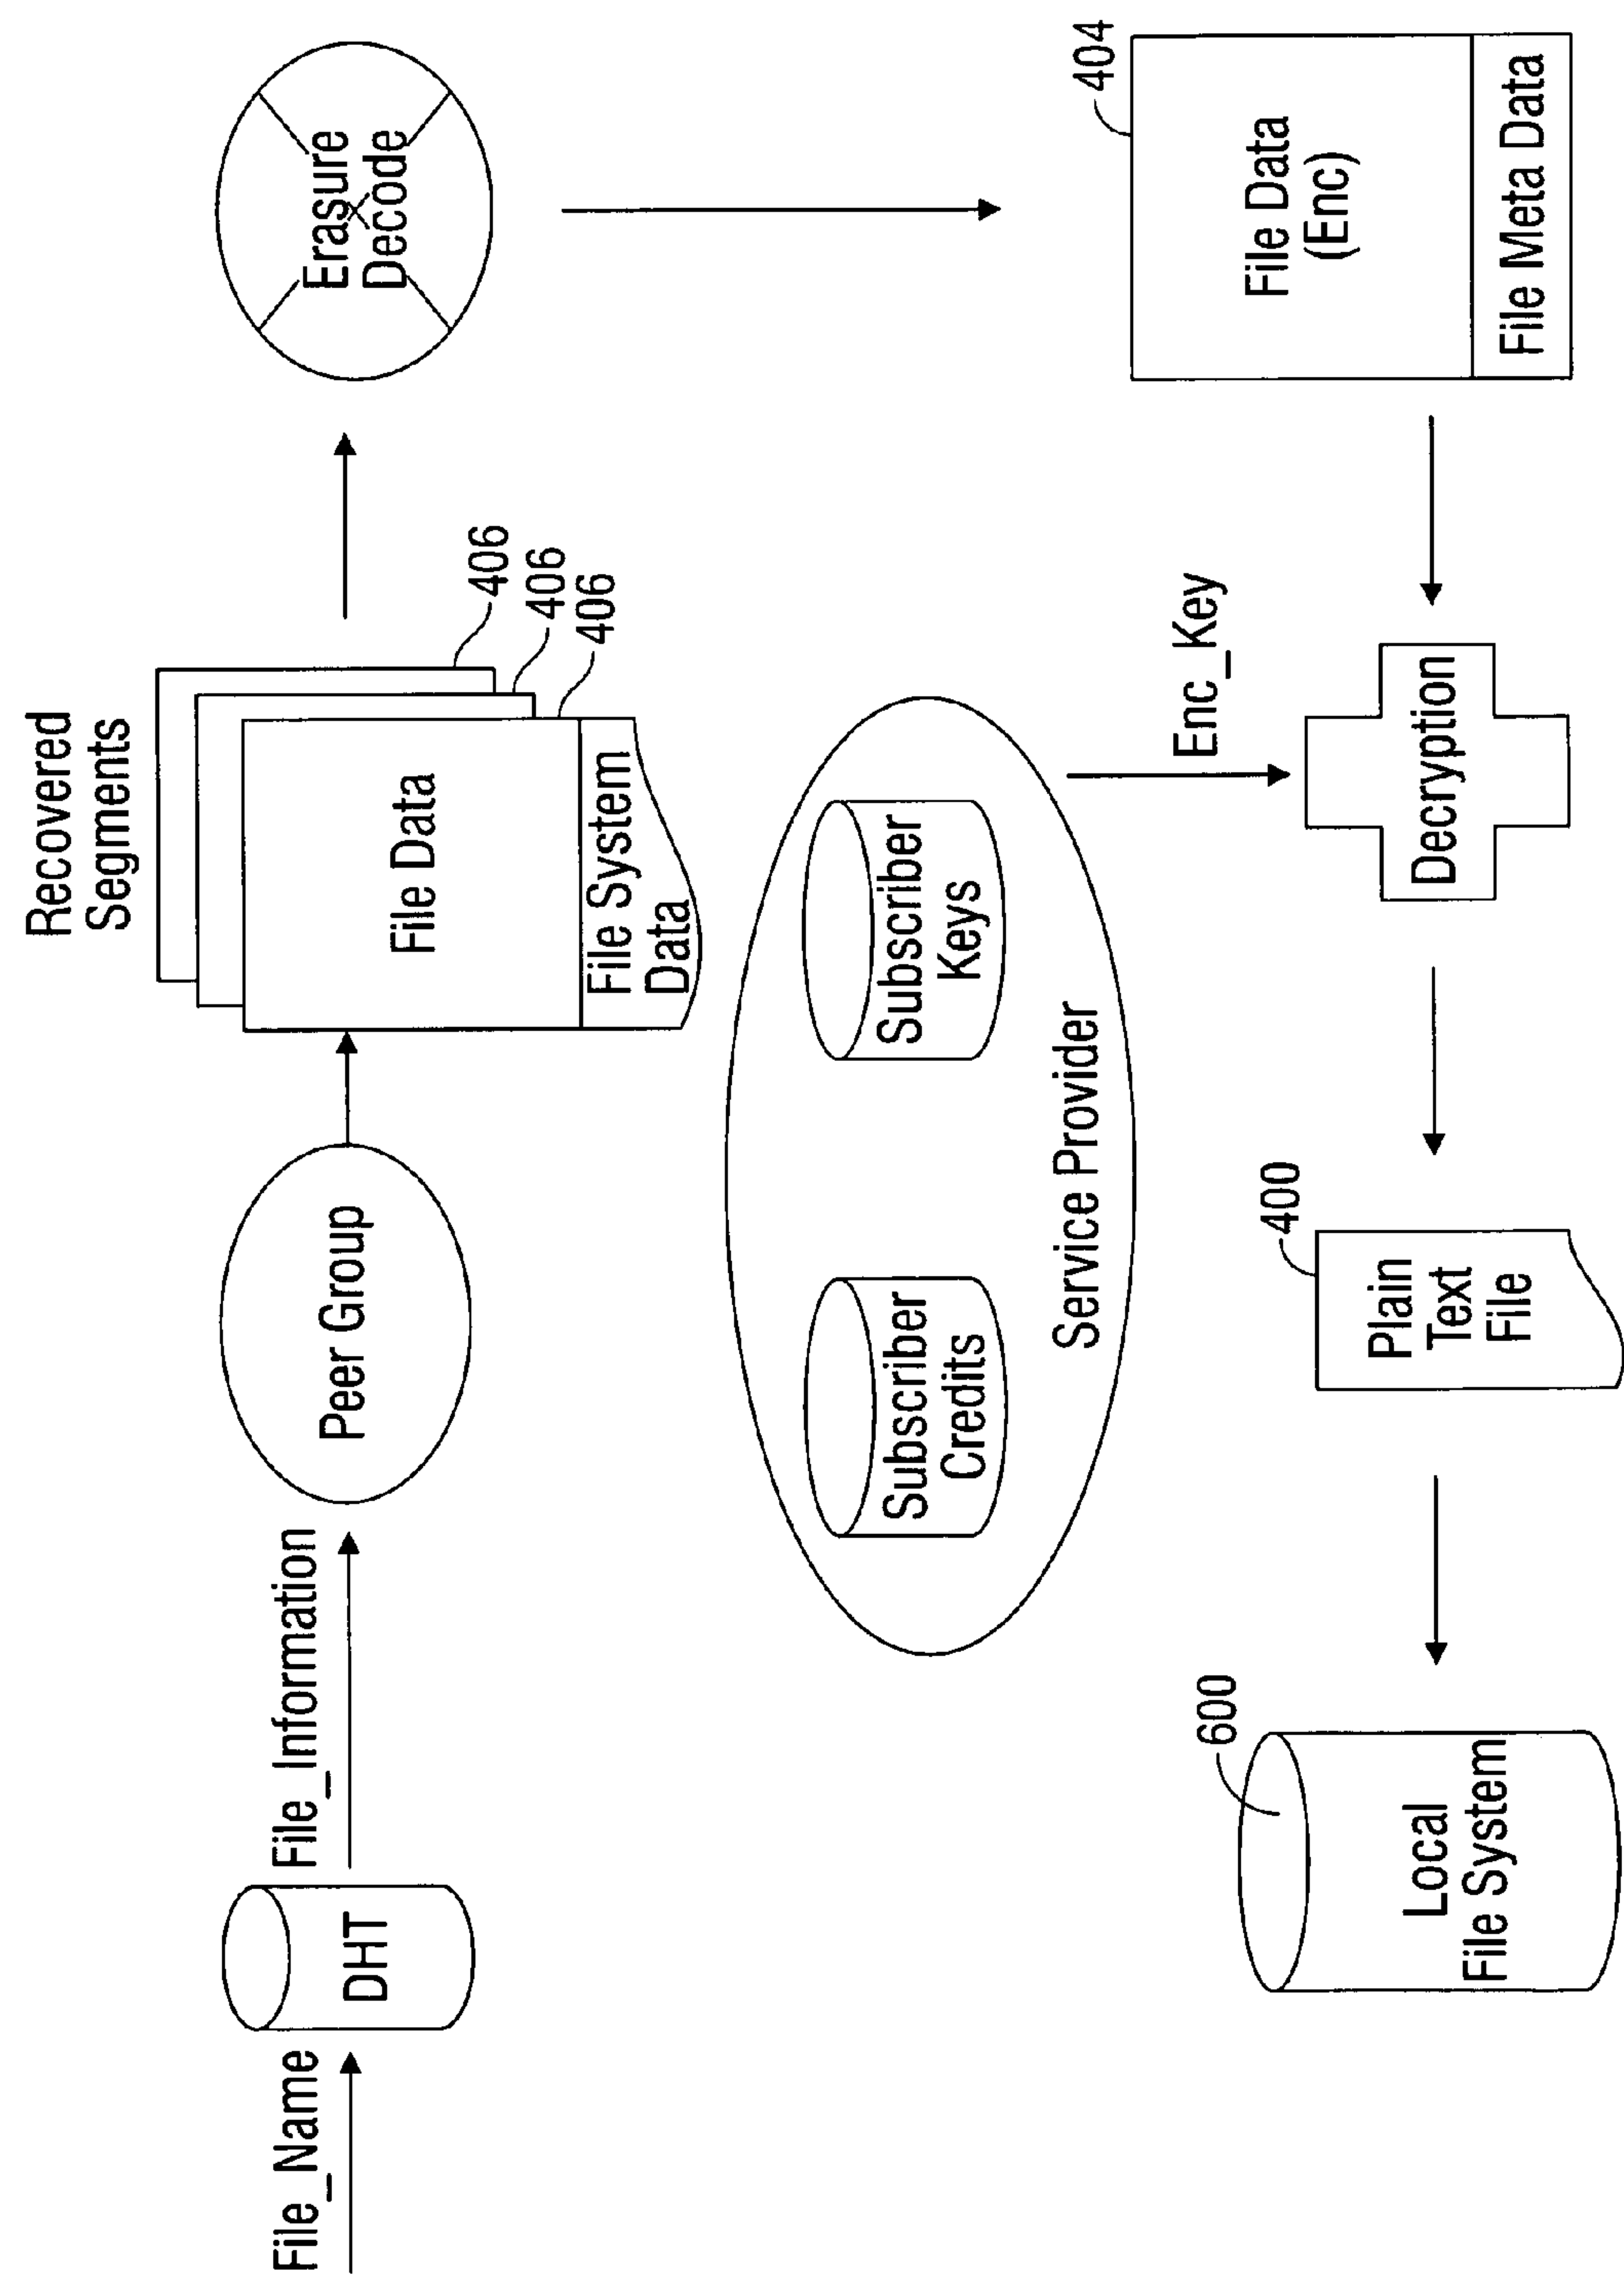 File_Name
DHT
File_Information
Peer Group
Recovered
Segments
File Data
File System
Data
406
406
406
Erasure
Decode
Subscriber
Credits
Subscriber
Keys
Service Provider
Enc_Key
404
File Data
(Enc)
File Meta Data
Decryption
400
Plain
Text
File
600
Local
File System